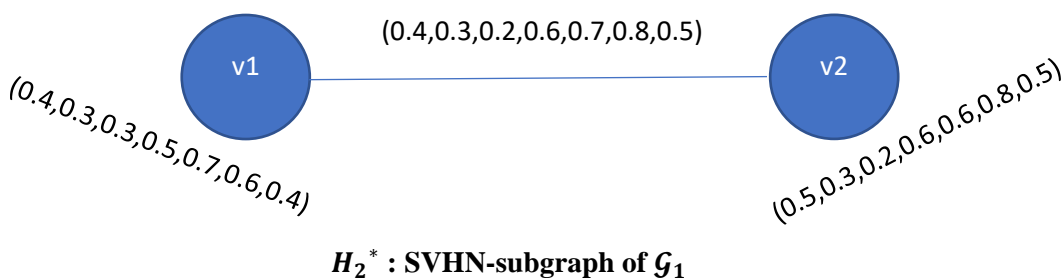 (0.4,0.3,0.2,0.6,0.7,0.8,0.5)
v1
v2
(0.4,0.3,0.3,0.5,0.7,0.6,0.4)
(0.5,0.3,0.2,0.6,0.6,0.8,0.5)
H₂* : SVHN-subgraph of 𝒢₁